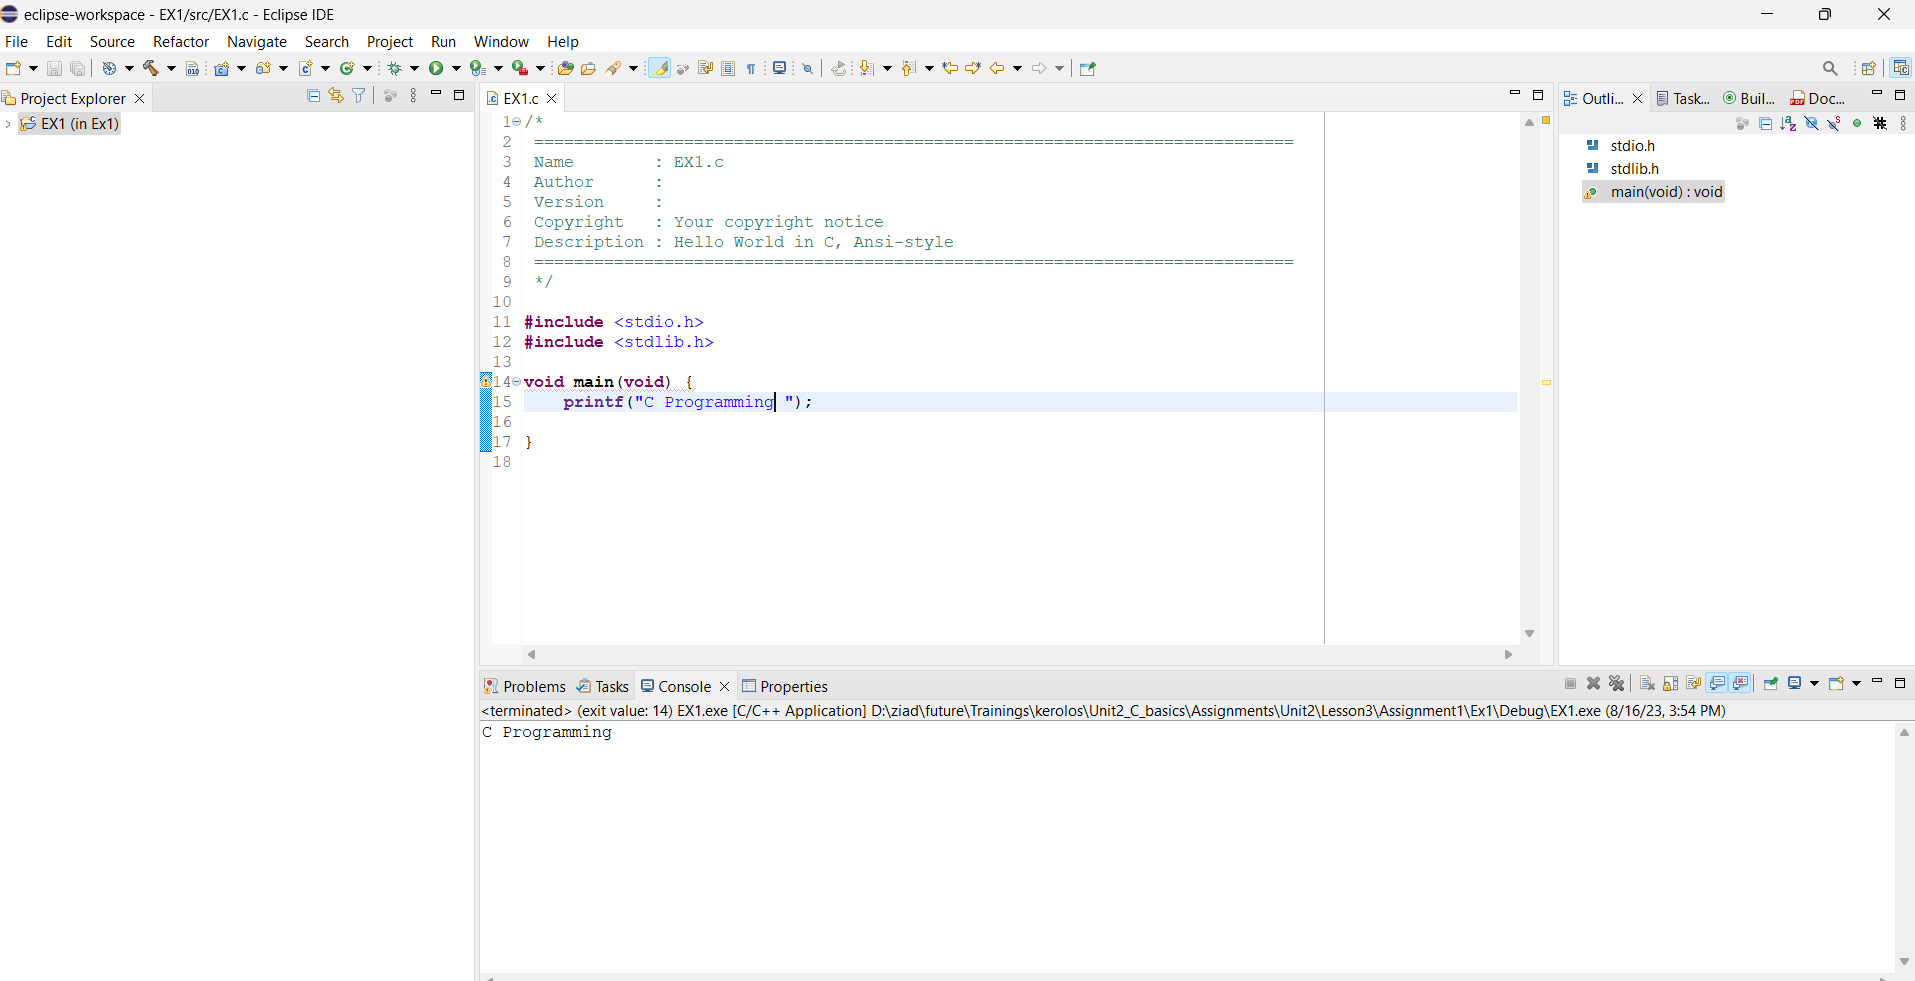 eclipse-workspace - EX1/src/EX1.c - Eclipse IDE
File Edit Source Refactor Navigate Search Project Run Window Help
Project Explorer
EX1 (in Ex1)
EX1.c
1 /*
2 ============================================================================
3 Name        : EX1.c
4 Author      :
5 Version     :
6 Copyright   : Your copyright notice
7 Description : Hello World in C, Ansi-style
8 ============================================================================
9 */
10
11 #include <stdio.h>
12 #include <stdlib.h>
13
14 void main(void) {
15     printf("C Programming ");
16
17 }
18
Outli... Task... Buil... Doc...
stdio.h
stdlib.h
main(void) : void
Problems Tasks Console Properties
<terminated> (exit value: 14) EX1.exe [C/C++ Application] D:\ziad\future\Trainings\kerolos\Unit2_C_basics\Assignments\Unit2\Lesson3\Assignment1\Ex1\Debug\EX1.exe (8/16/23, 3:54 PM)
C Programming